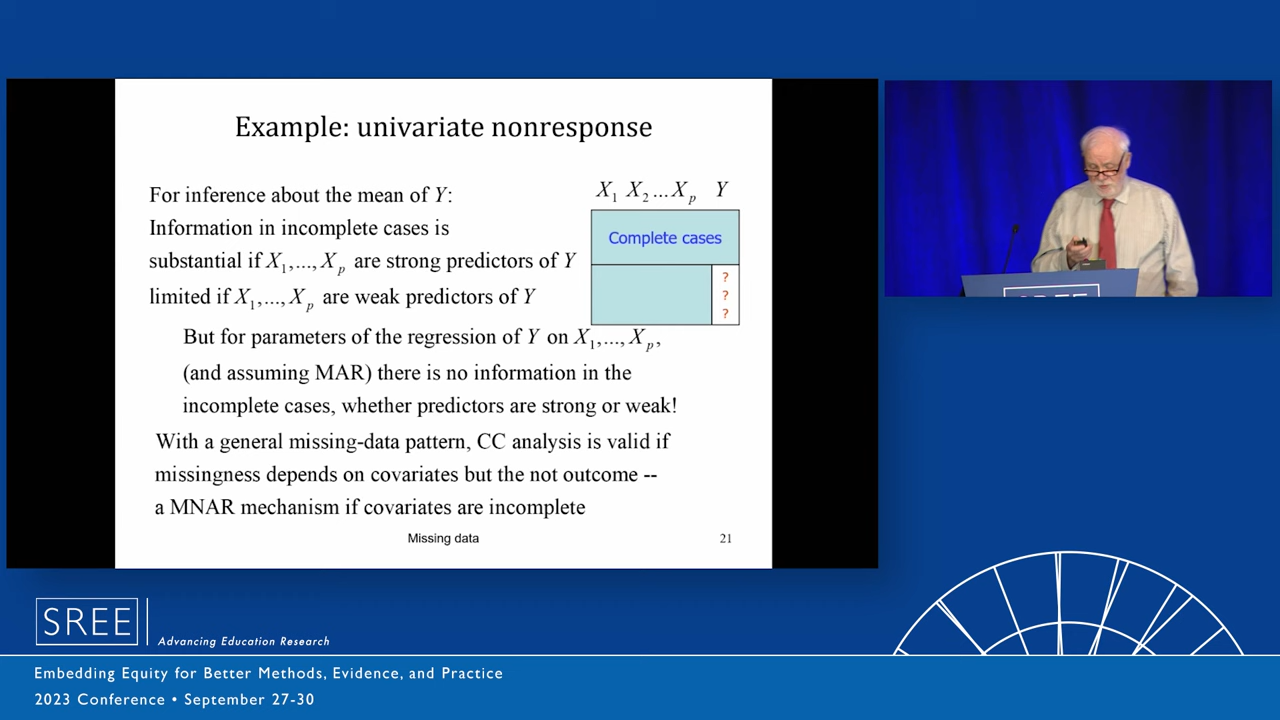 Example: univariate nonresponse
For inference about the mean of Y:
Information in incomplete cases is
substantial if X1,..., Xp are strong predictors of Y
limited if X1,..., Xp are weak predictors of Y
X1 X2 ... Xp Y
Complete cases
?
?
?
But for parameters of the regression of Y on X1,..., Xp,
(and assuming MAR) there is no information in the
incomplete cases, whether predictors are strong or weak!
With a general missing-data pattern, CC analysis is valid if
missingness depends on covariates but the not outcome --
a MNAR mechanism if covariates are incomplete
Missing data
21
SREE
SREE
Advancing Education Research
Embedding Equity for Better Methods, Evidence, and Practice
2023 Conference • September 27-30